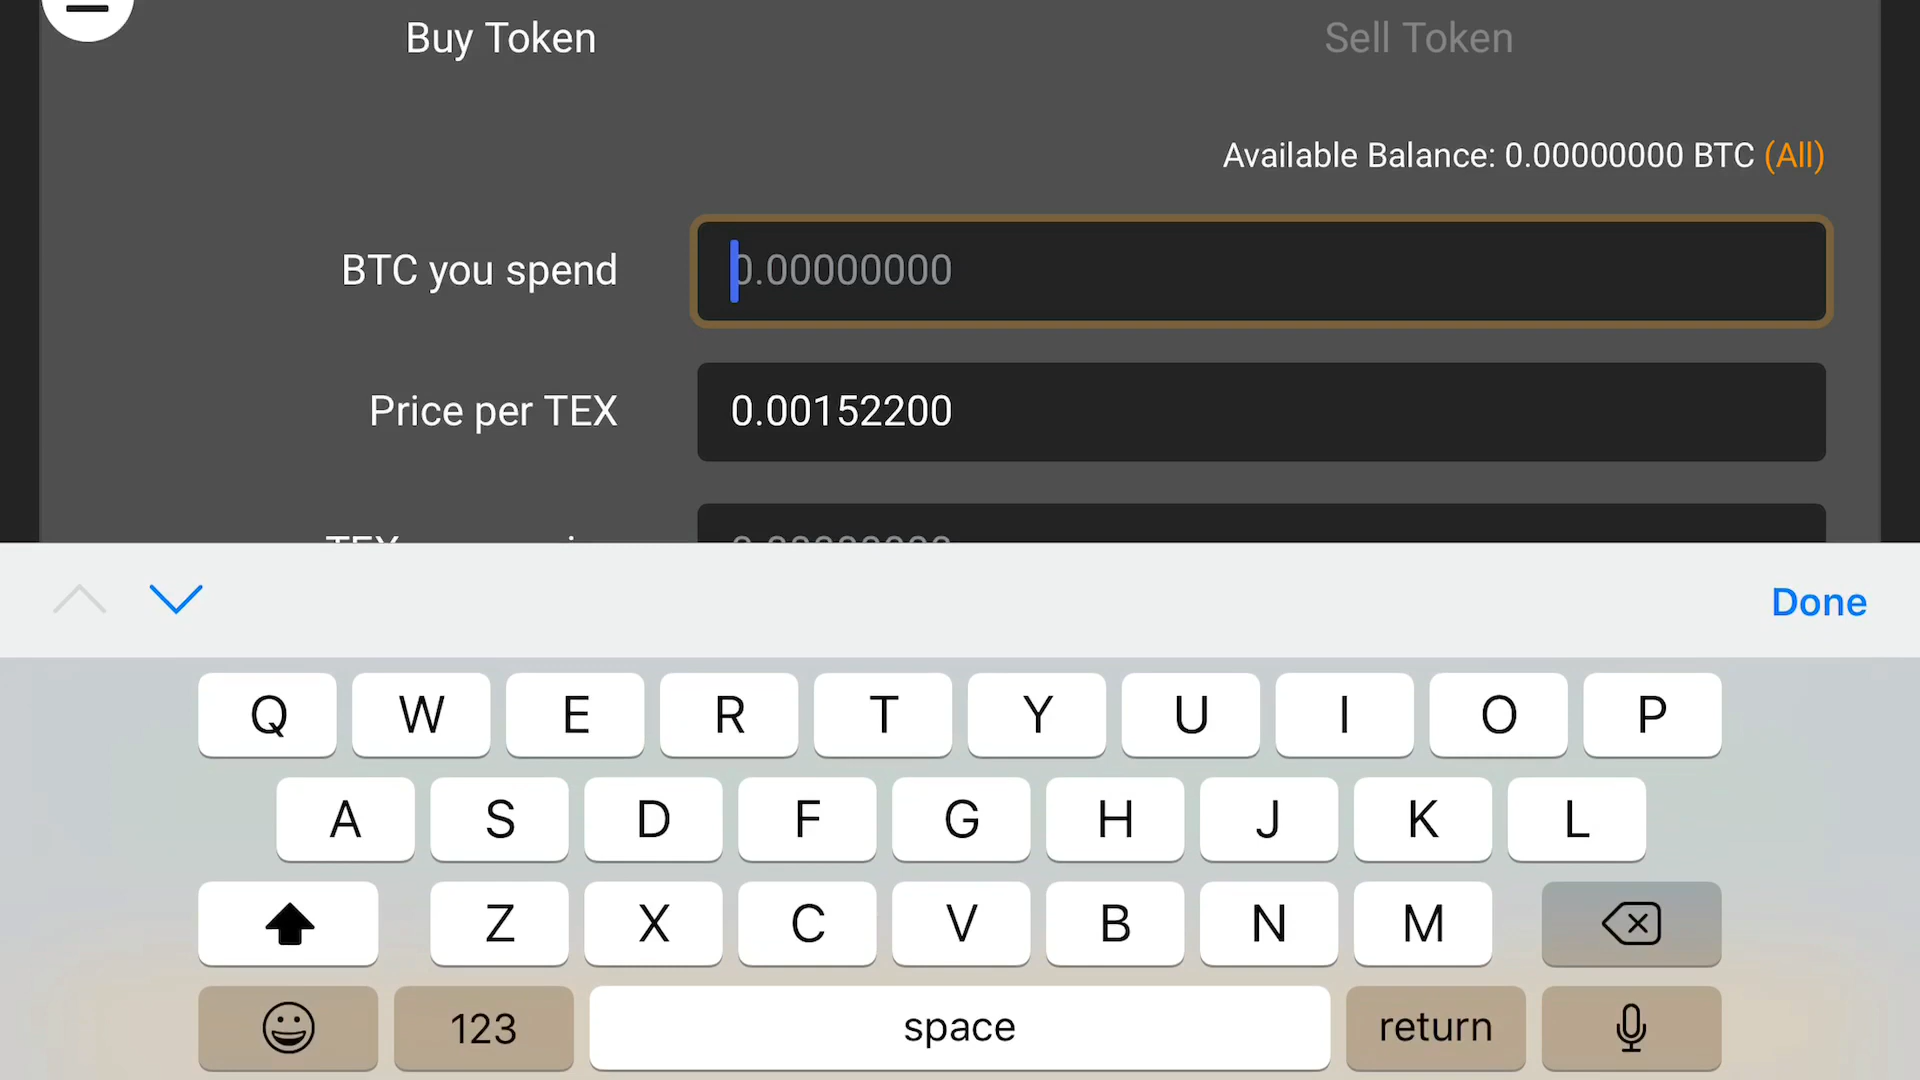 Buy Token
Sell Token
Available Balance: 0.00000000 BTC (All)
BTC you spend
0.00000000
Price per TEX
0.00152200
TEX
Done
Q W E R T Y U I O P
A S D F G H J K L
Z X C V B N M
123 space return